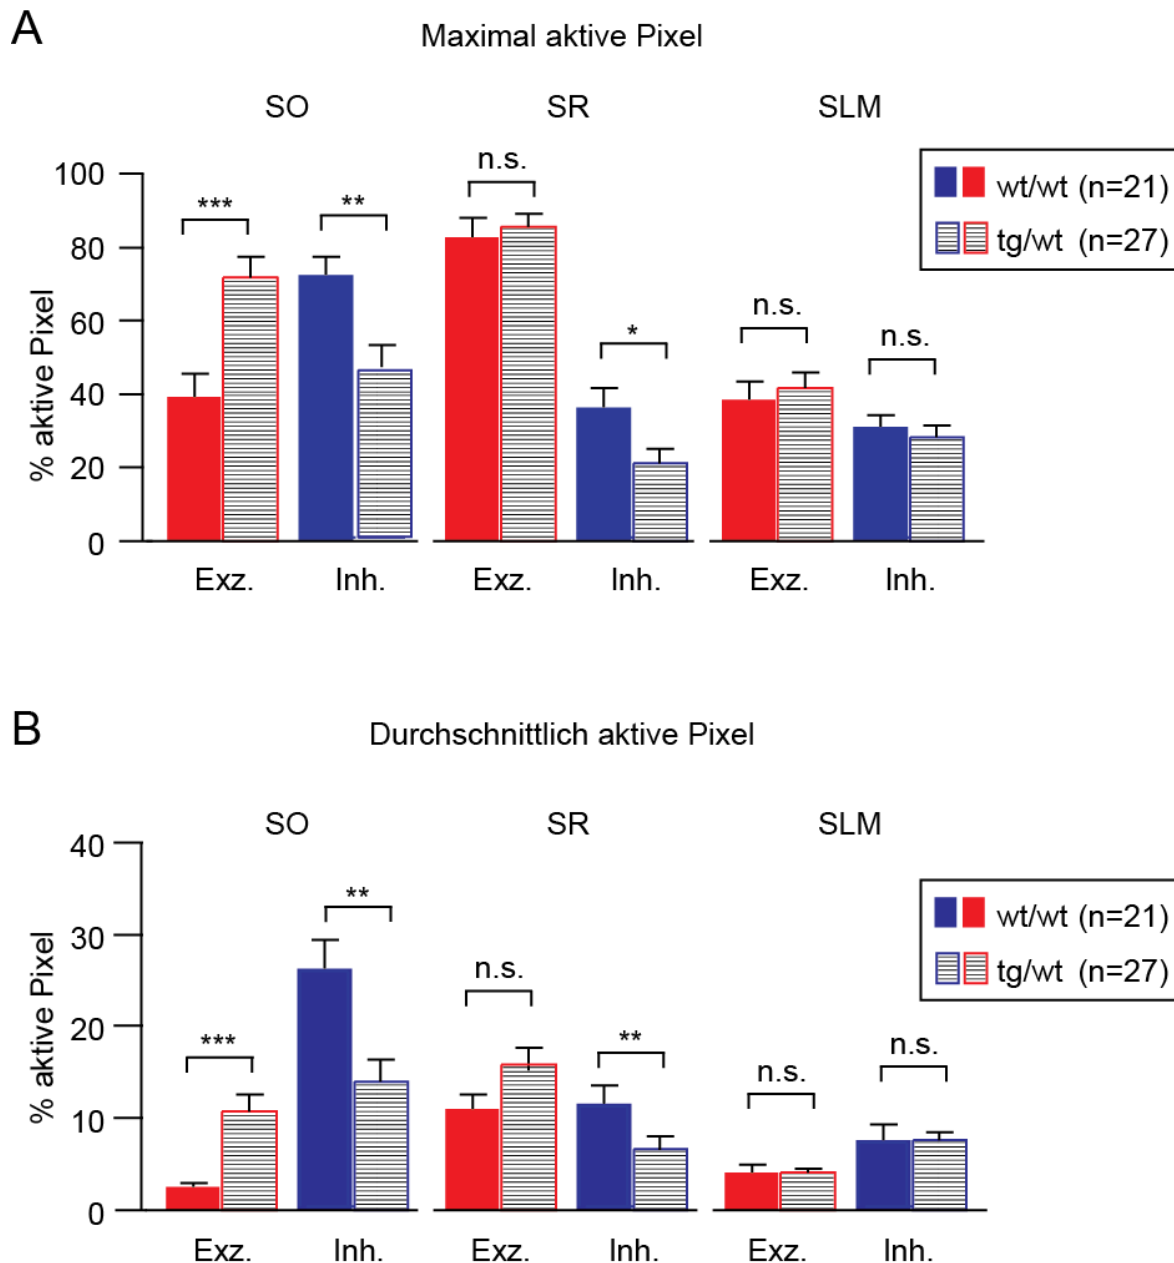 A
Maximal aktive Pixel
SO SR SLM
% aktive Pixel
100
80
60
40
20
0
*** ** n.s. * n.s. n.s.
wt/wt (n=21)
tg/wt (n=27)
Exz. Inh. Exz. Inh. Exz. Inh.
B
Durchschnittlich aktive Pixel
SO SR SLM
% aktive Pixel
40
30
20
10
0
*** ** n.s. ** n.s. n.s.
wt/wt (n=21)
tg/wt (n=27)
Exz. Inh. Exz. Inh. Exz. Inh.